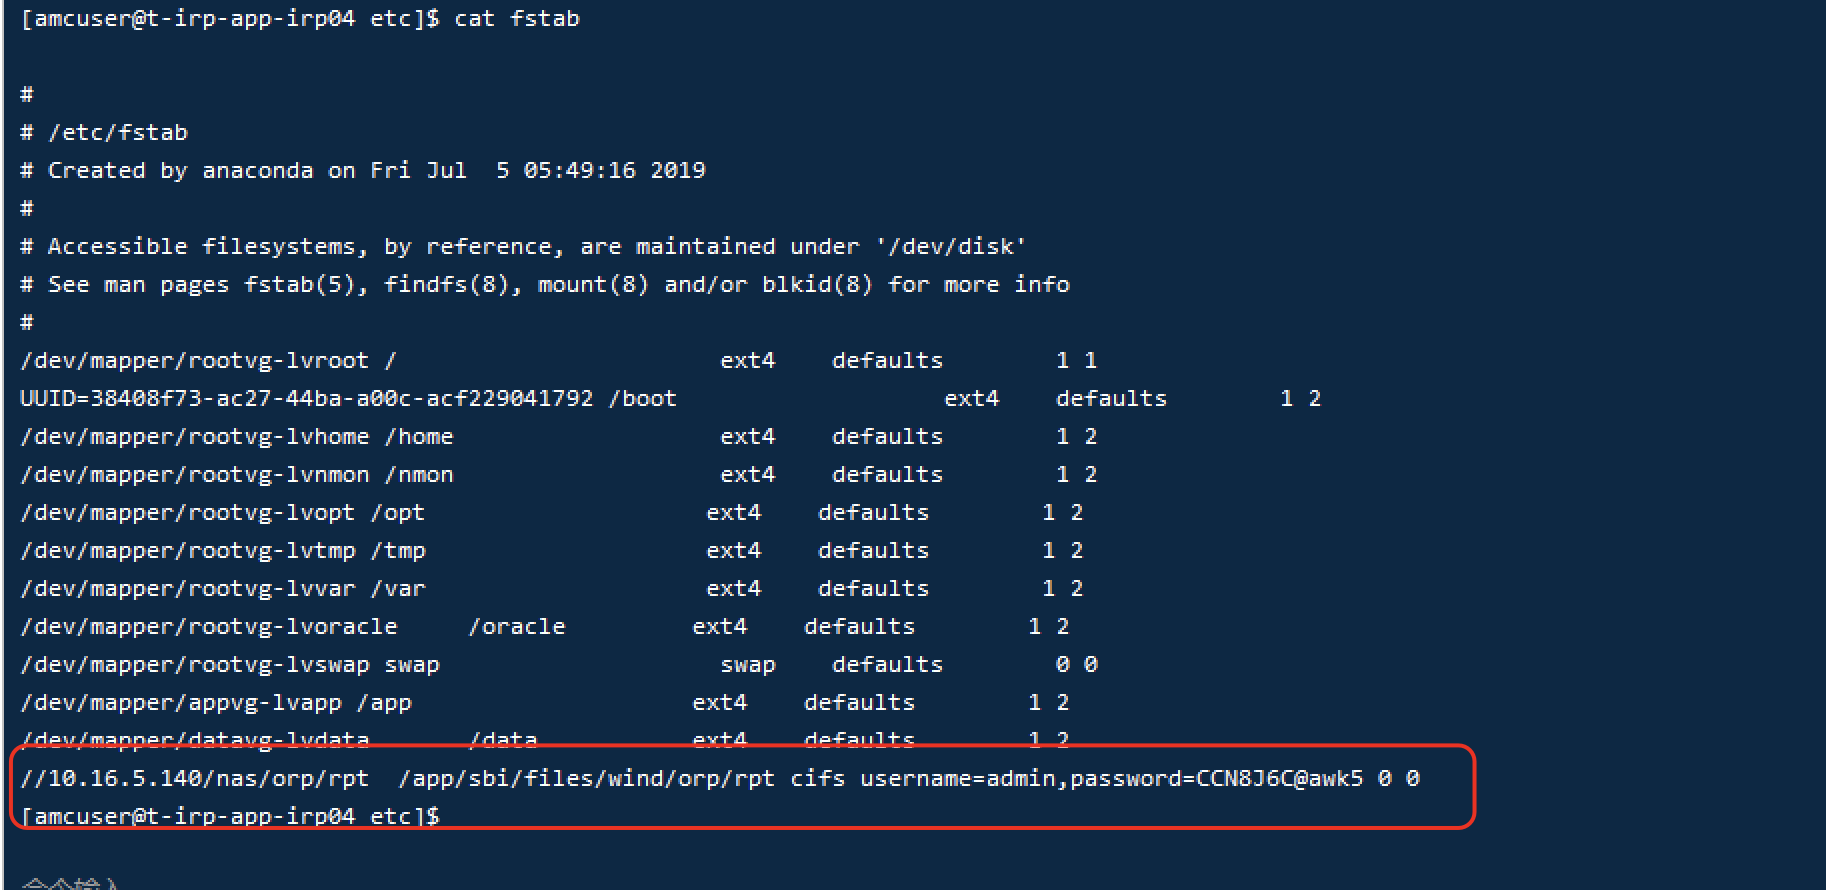 [amcuser@t-irp-app-irp04 etc]$ cat fstab
#
# /etc/fstab
# Created by anaconda on Fri Jul  5 05:49:16 2019
#
# Accessible filesystems, by reference, are maintained under '/dev/disk'
# See man pages fstab(5), findfs(8), mount(8) and/or blkid(8) for more info
#
/dev/mapper/rootvg-lvroot /                       ext4    defaults        1 1
UUID=38408f73-ac27-44ba-a00c-acf229041792 /boot                   ext4    defaults        1 2
/dev/mapper/rootvg-lvhome /home                   ext4    defaults        1 2
/dev/mapper/rootvg-lvnmon /nmon                   ext4    defaults        1 2
/dev/mapper/rootvg-lvopt /opt                    ext4    defaults        1 2
/dev/mapper/rootvg-lvtmp /tmp                    ext4    defaults        1 2
/dev/mapper/rootvg-lvvar /var                    ext4    defaults        1 2
/dev/mapper/rootvg-lvoracle     /oracle         ext4    defaults        1 2
/dev/mapper/rootvg-lvswap swap                    swap    defaults        0 0
/dev/mapper/appvg-lvapp /app                    ext4    defaults        1 2
/dev/mapper/datavg-lvdata       /data           ext4    defaults        1 2
//10.16.5.140/nas/orp/rpt  /app/sbi/files/wind/orp/rpt cifs username=admin,password=CCN8J6C@awk5 0 0
[amcuser@t-irp-app-irp04 etc]$